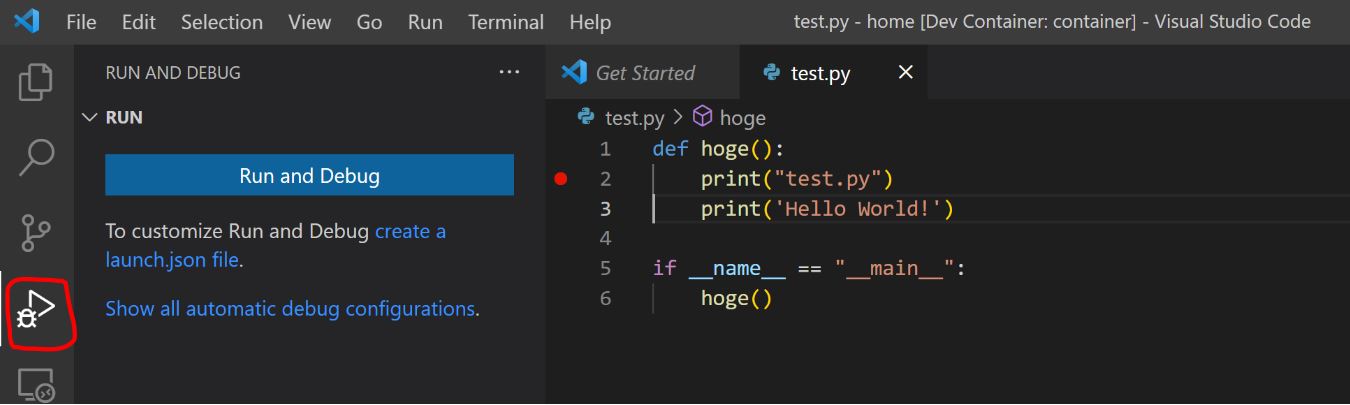 File Edit Selection View Go Run Terminal Help test.py - home [Dev Container: container] - Visual Studio Code
RUN AND DEBUG ...
RUN
Run and Debug
To customize Run and Debug create a
launch.json file.
Show all automatic debug configurations.
Get Started test.py
test.py > hoge
1 def hoge():
2 print("test.py")
3 print('Hello World!')
4
5 if __name__ == "__main__":
6 hoge()